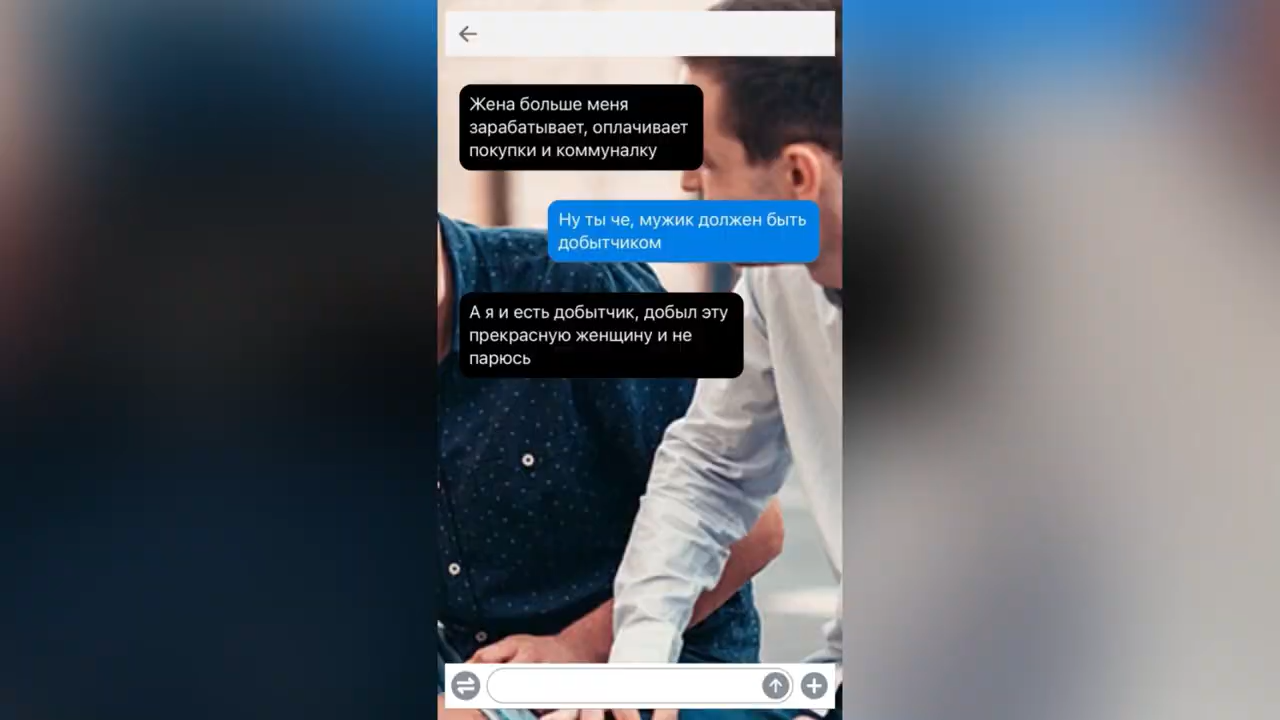 Жена больше меня
зарабатывает, оплачивает
покупки и коммуналку
Ну ты че, мужик должен быть
добытчиком
А я и есть добытчик, добыл эту
прекрасную женщину и не
парюсь